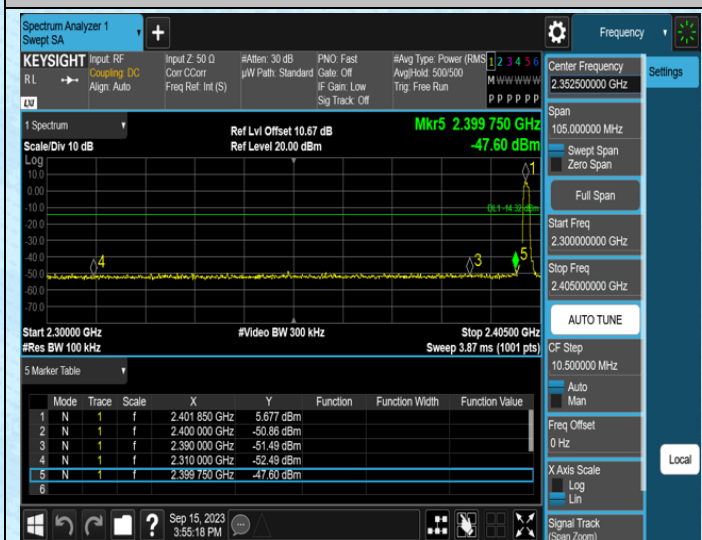 Spectrum Analyzer 1
Swept SA
Frequency
KEYSIGHT
RL
LXI
Input: RF
Coupling: DC
Align: Auto
Input Z: 50 Ω
Corr CCorr
Freq Ref: Int (S)
#Atten: 30 dB
µW Path: Standard
PNO: Fast
Gate: Off
IF Gain: Low
Sig Track: Off
#Avg Type: Power (RMS
Avg|Hold: 500/500
Trig: Free Run
1 2 3 4 5 6
M W W W W W
P P P P P P
1 Spectrum
Scale/Div 10 dB
Ref Lvl Offset 10.67 dB
Ref Level 20.00 dBm
Mkr5 2.399 750 GHz
-47.60 dBm
Log
10.0
0.00
-10.0
-20.0
-30.0
-40.0
-50.0
-60.0
-70.0
1
DL1 -14.32 dBm
4
3
5
Start 2.30000 GHz
#Res BW 100 kHz
#Video BW 300 kHz
Stop 2.40500 GHz
Sweep 3.87 ms (1001 pts)
5 Marker Table
Mode Trace Scale X Y Function Function Width Function Value
1 N 1 f 2.401 850 GHz 5.677 dBm
2 N 1 f 2.400 000 GHz -50.86 dBm
3 N 1 f 2.390 000 GHz -51.49 dBm
4 N 1 f 2.310 000 GHz -52.49 dBm
5 N 1 f 2.399 750 GHz -47.60 dBm
6
Sep 15, 2023
3:55:18 PM
Center Frequency
2.352500000 GHz
Settings
Span
105.000000 MHz
Swept Span
Zero Span
Full Span
Start Freq
2.300000000 GHz
Stop Freq
2.405000000 GHz
AUTO TUNE
CF Step
10.500000 MHz
Auto
Man
Freq Offset
0 Hz
Local
X Axis Scale
Log
Lin
Signal Track
(Span Zoom)